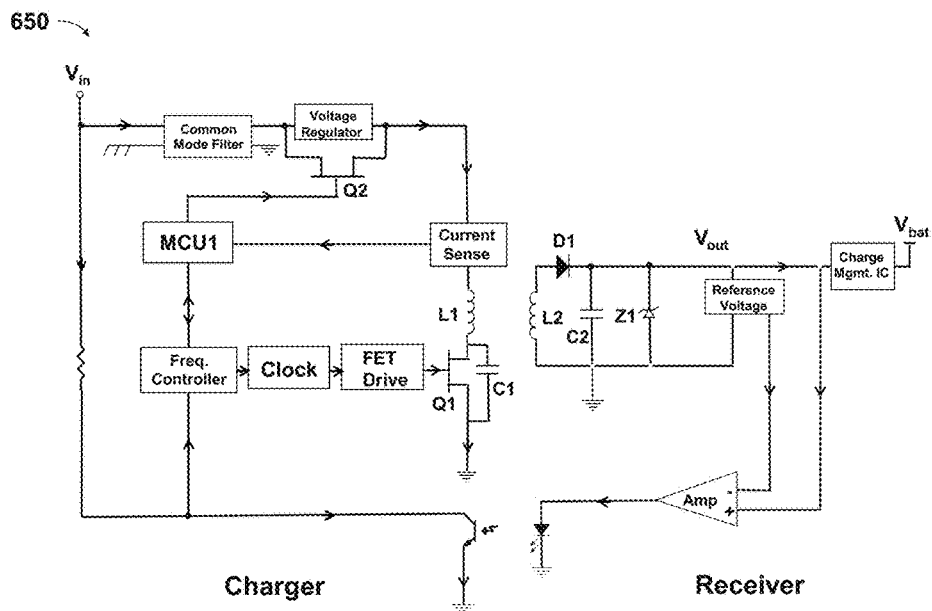 650
Vin
Common
Mode Filter
Voltage
Regulator
Q2
MCU1
Current
Sense
D1
Vout
Vbat
Charge
Mgmt. IC
Reference
Voltage
L1
L2
C2
Z1
Freq.
Controller
Clock
FET
Drive
Q1
C1
Amp
-
+
Charger
Receiver